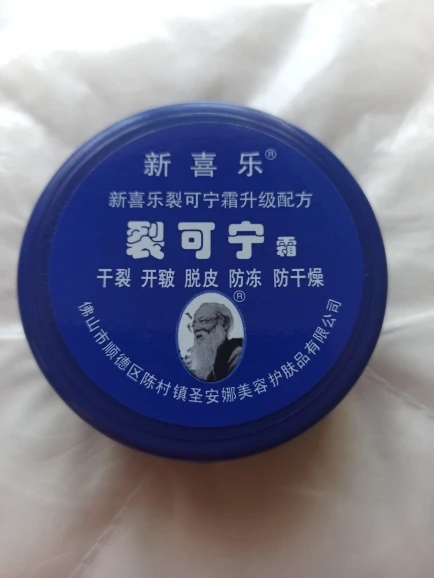 新喜乐®
新喜乐裂可宁霜升级配方
裂可宁霜
干裂 开皲 脱皮 防冻 防干燥
®
佛山市顺德区陈村镇圣安娜美容护肤品有限公司